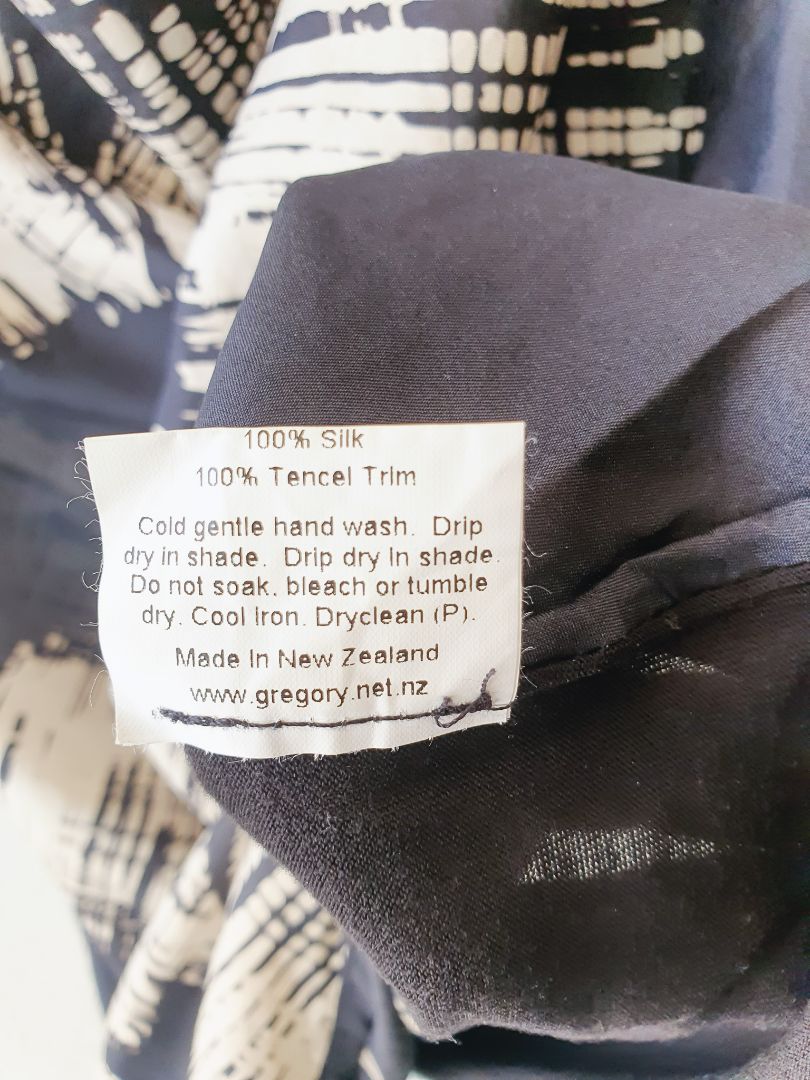 100% Silk
100% Tencel Trim
Cold gentle hand wash. Drip
dry in shade. Drip dry in shade.
Do not soak, bleach or tumble
dry. Cool Iron. Dryclean (P).
Made In New Zealand
www.gregory.net.nz